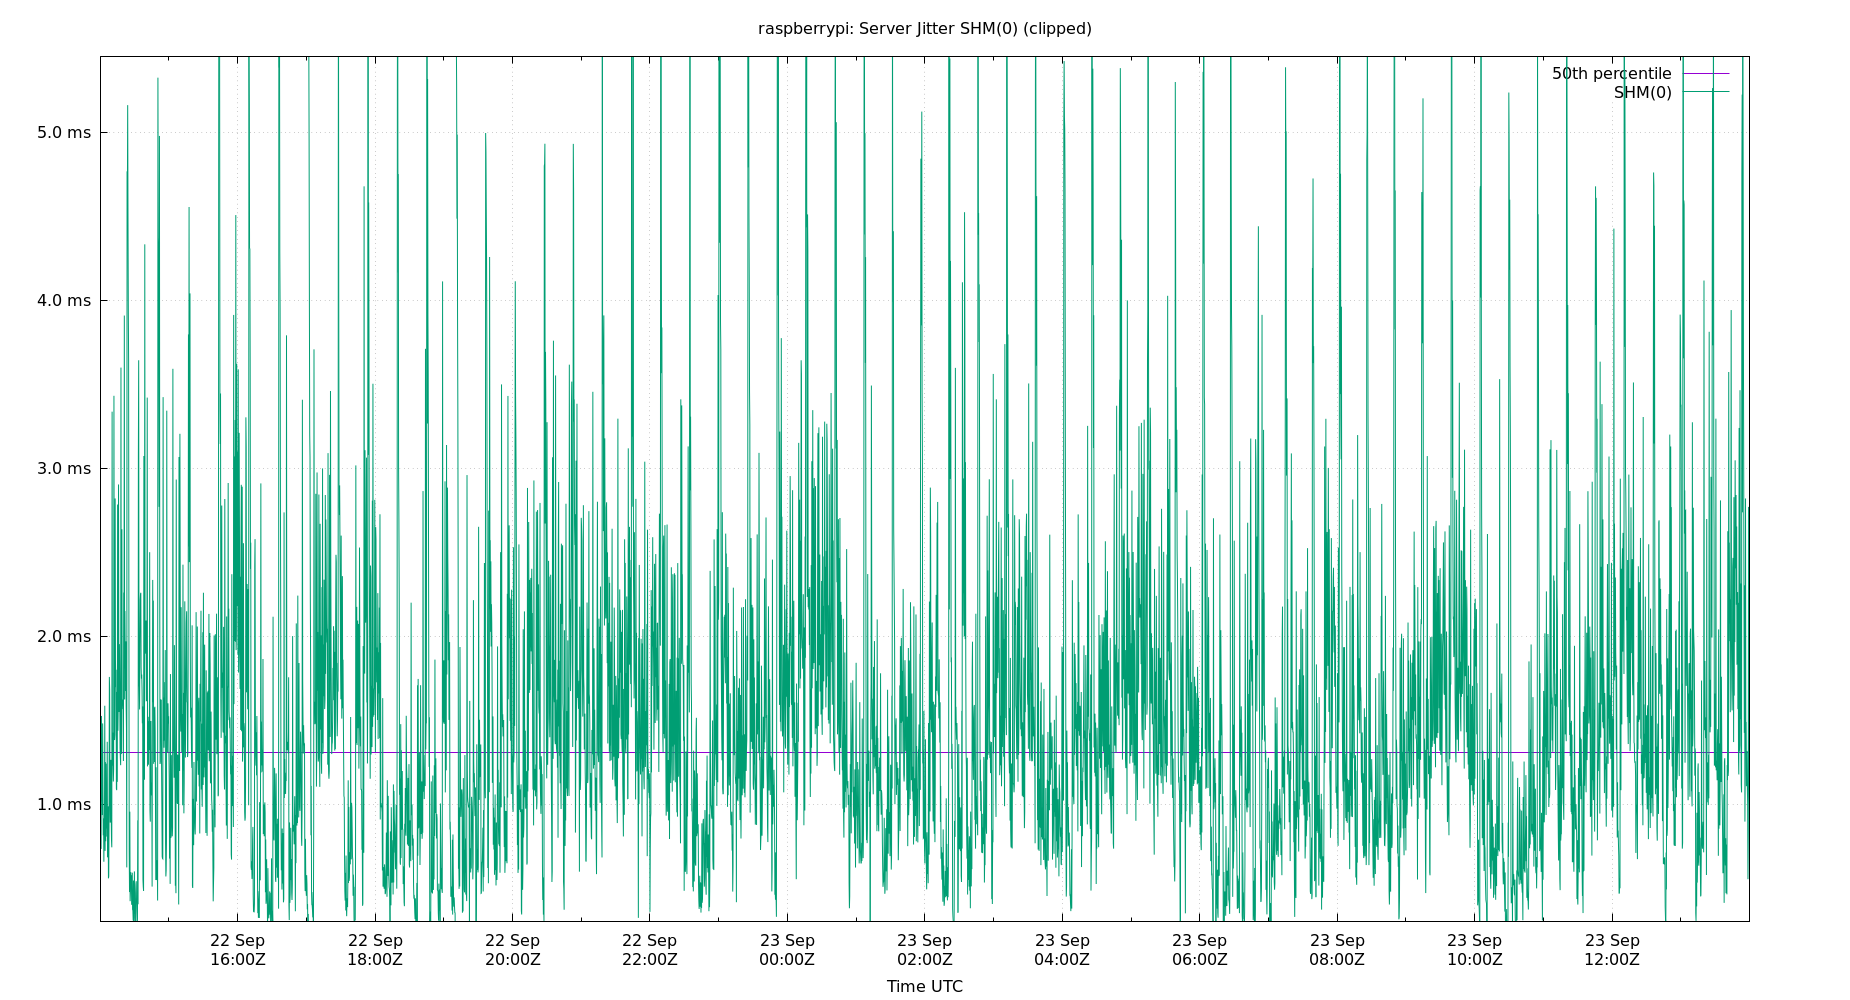 raspberrypi: Server Jitter SHM(0) (clipped)
50th percentile
SHM(0)
5.0 ms
4.0 ms
3.0 ms
2.0 ms
1.0 ms
22 Sep 22 Sep 22 Sep 22 Sep 23 Sep 23 Sep 23 Sep 23 Sep 23 Sep 23 Sep 23 Sep
16:00Z 18:00Z 20:00Z 22:00Z 00:00Z 02:00Z 04:00Z 06:00Z 08:00Z 10:00Z 12:00Z
Time UTC